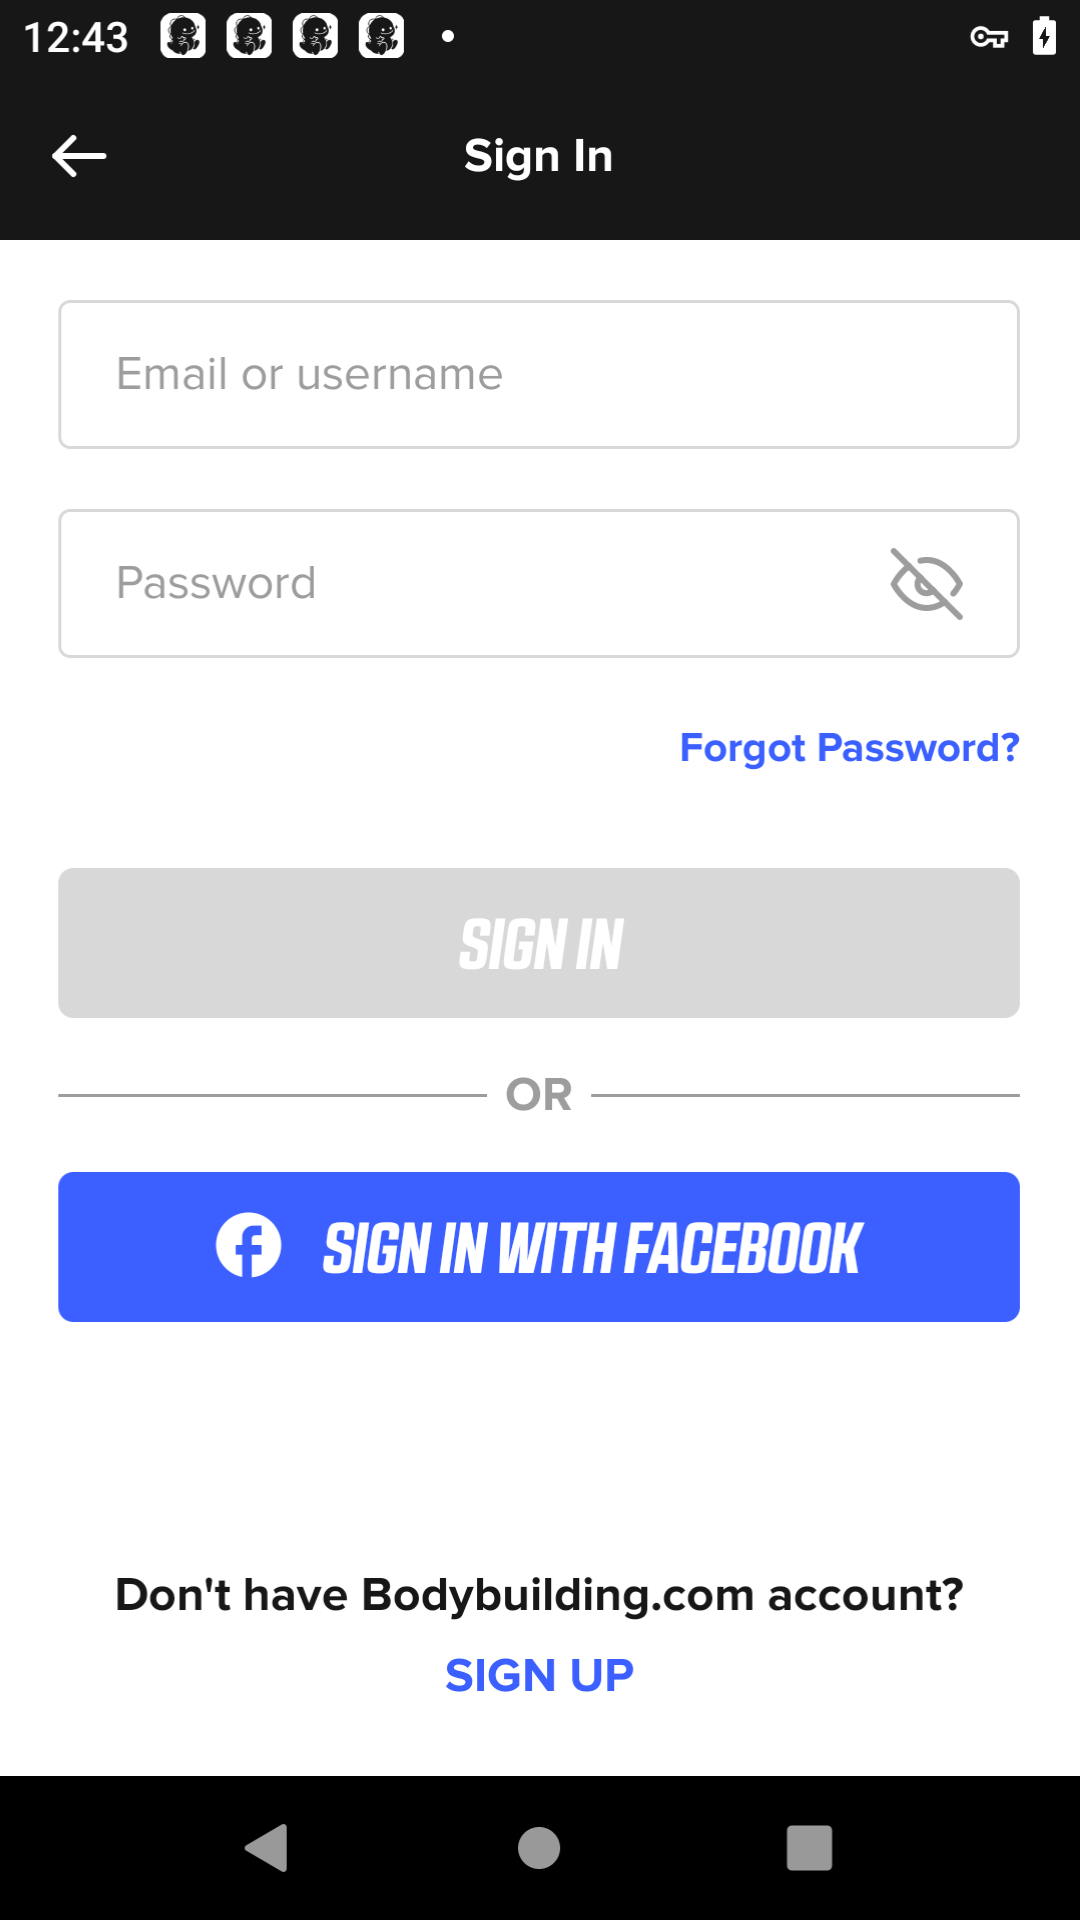 12:43
Sign In
Email or username
Password
Forgot Password?
SIGN IN
OR
SIGN IN WITH FACEBOOK
Don't have Bodybuilding.com account?
SIGN UP